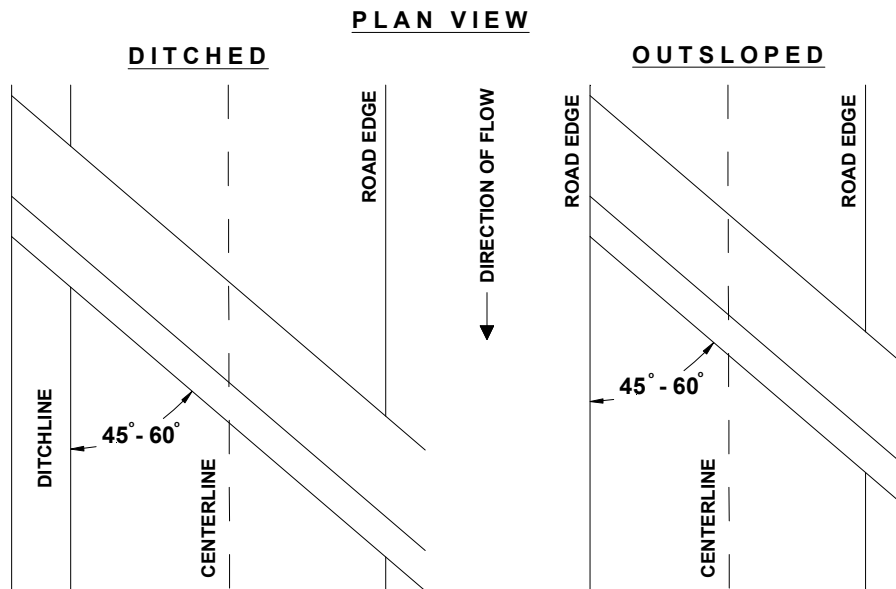 PLAN VIEW
DITCHED
OUTSLOPED
ROAD EDGE
DIRECTION OF FLOW
ROAD EDGE
ROAD EDGE
DITCHLINE
45° - 60°
CENTERLINE
45° - 60°
CENTERLINE